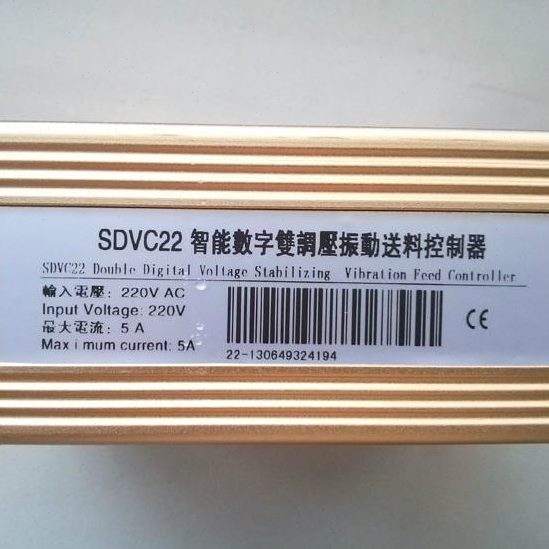 SDVC22 智能數字雙調壓振動送料控制器
SDVC22 Double Digital Voltage Stabilizing Vibration Feed Controller
輸入電壓: 220V AC
Input Voltage: 220V
最大電流: 5 A
Max i mum current: 5A
22-130649324194
CE